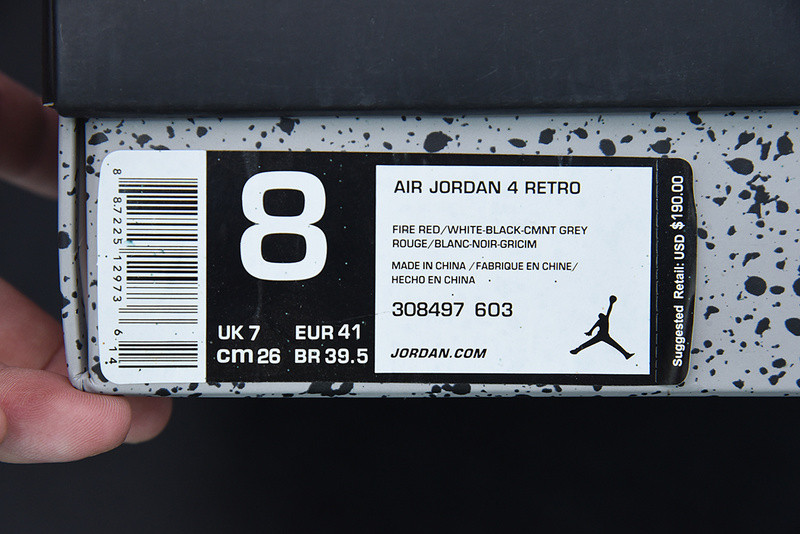 8 87225 12973 6 14
8
UK 7 EUR 41
cm 26 BR 39.5
AIR JORDAN 4 RETRO
FIRE RED/WHITE-BLACK-CMNT GREY
ROUGE/BLANC-NOIR-GRICIM
MADE IN CHINA /FABRIQUE EN CHINE/
HECHO EN CHINA
308497 603
JORDAN.COM
Suggested Retail: USD $190.00